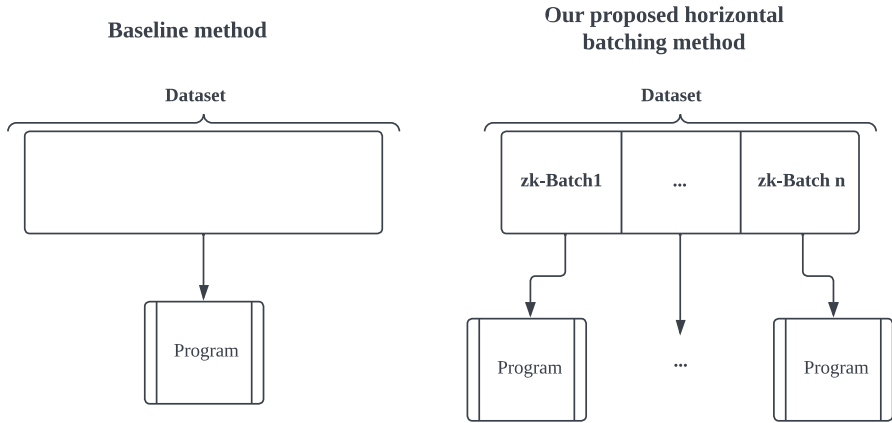 Baseline method
Dataset
Program
Our proposed horizontal
batching method
Dataset
zk-Batch1
...
zk-Batch n
Program
...
Program